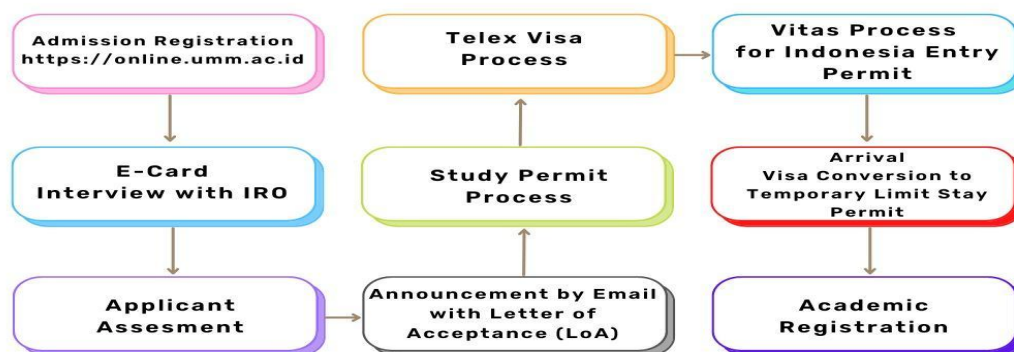 Admission Registration
https://online.umm.ac.id
E-Card
Interview with IRO
Applicant
Assesment
Announcement by Email
with Letter of
Acceptance (LoA)
Study Permit
Process
Telex Visa
Process
Vitas Process
for Indonesia Entry
Permit
Arrival
Visa Conversion to
Temporary Limit Stay
Permit
Academic
Registration